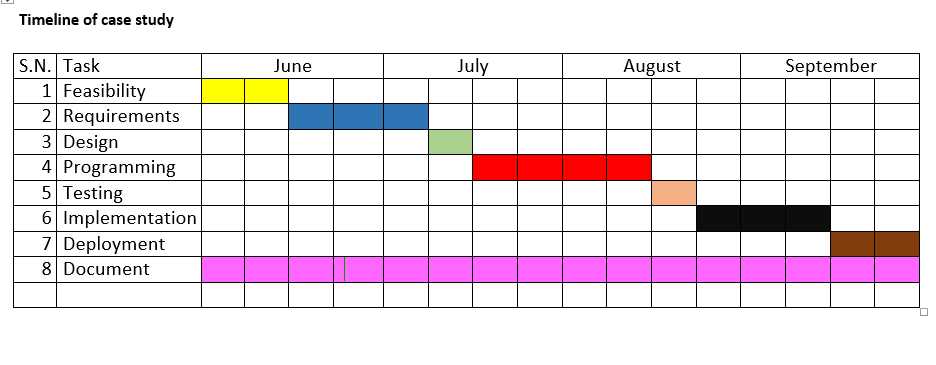 Timeline of case study
S.N. Task June July August September
1 Feasibility
2 Requirements
3 Design
4 Programming
5 Testing
6 Implementation
7 Deployment
8 Document